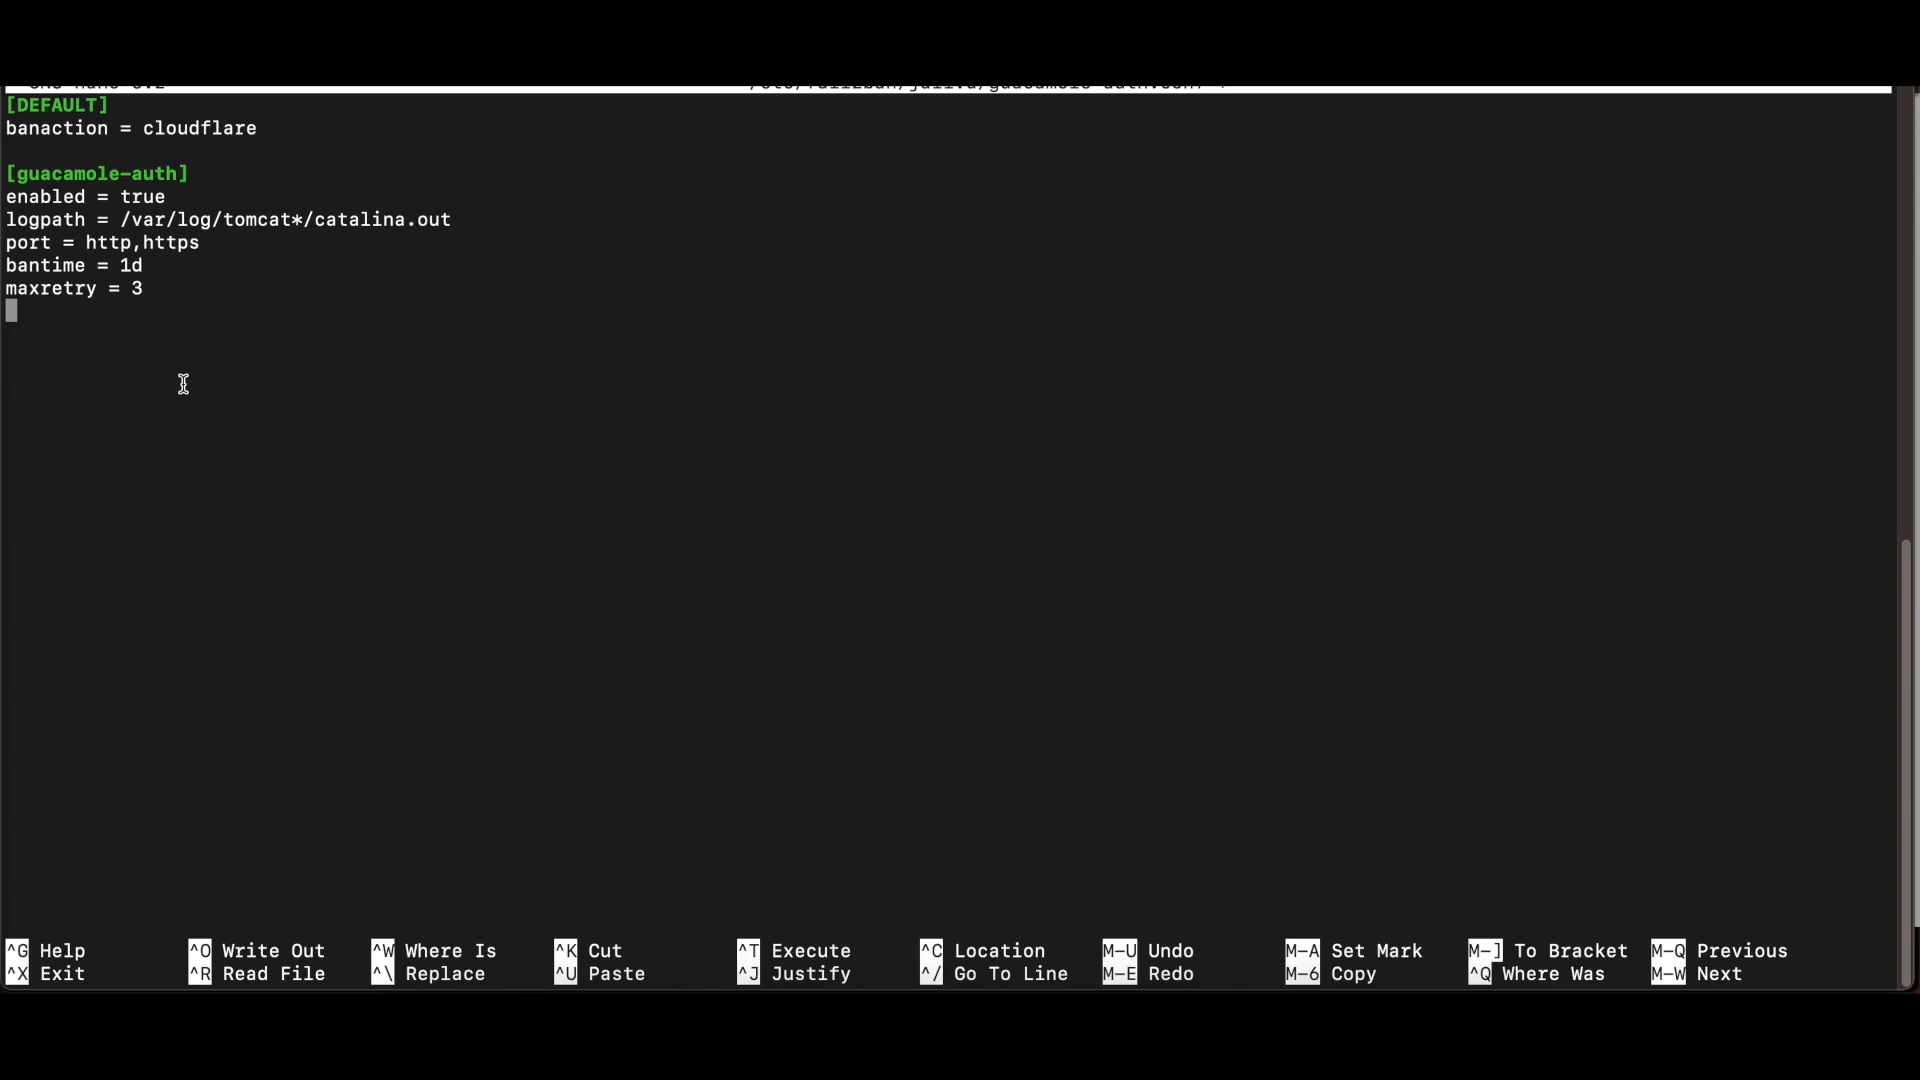 [DEFAULT]
banaction = cloudflare
[guacamole-auth]
enabled = true
logpath = /var/log/tomcat*/catalina.out
port = http,https
bantime = 1d
maxretry = 3
^G Help ^O Write Out ^W Where Is ^K Cut ^T Execute ^C Location M-U Undo M-A Set Mark M-] To Bracket M-Q Previous
^X Exit ^R Read File ^\ Replace ^U Paste ^J Justify ^/ Go To Line M-E Redo M-6 Copy ^Q Where Was M-W Next